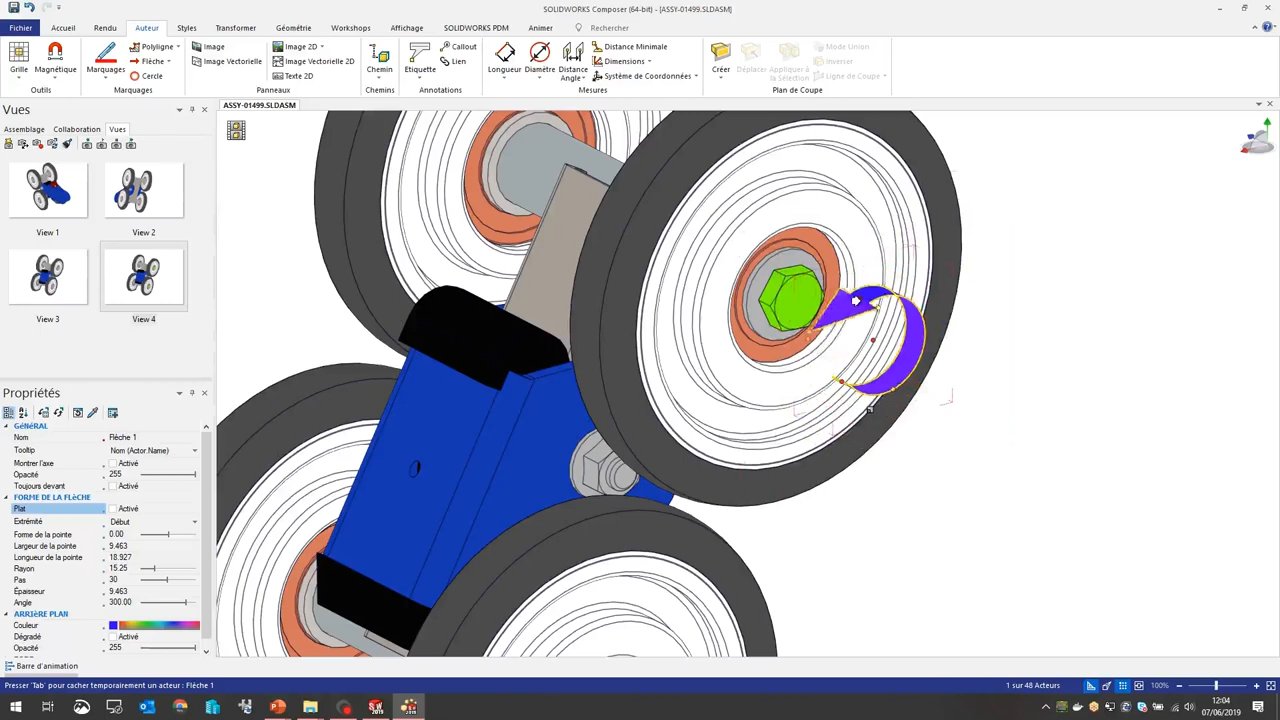 SOLIDWORKS Composer (64-bit) - [ASSY-01499.SLDASM]
Fichier Accueil Rendu Auteur Styles Transformer Géométrie Workshops Affichage SOLIDWORKS PDM Animer Rechercher
Grille Magnétique Marquages Polyligne Flèche Cercle Image Image Vectorielle Image 2D Image Vectorielle 2D Texte 2D Chemin Etiquette Callout Lien Longueur Diamètre Distance Angle Distance Minimale Dimensions Système de Coordonnées Créer Déplacer Appliquer à la Sélection Mode Union Inverser Ligne de Coupe
Outils Marquages Panneaux Chemins Annotations Mesures Plan de Coupe
Vues
ASSY-01499.SLDASM
Assemblage Collaboration Vues
View 1 View 2
View 3 View 4
Propriétés
GéNéRAL
Nom Flèche 1
Tooltip Nom (Actor.Name)
Montrer l'axe Activé
Opacité 255
Toujours devant Activé
FORME DE LA FLèCHE
Plat Activé
Extrémité Début
Forme de la pointe 0.00
Largeur de la pointe 9.463
Longueur de la pointe 18.927
Rayon 15.25
Pas 30
Épaisseur 9.463
Angle 300.00
ARRIèRE PLAN
Couleur
Dégradé Activé
Opacité 255
Barre d'animation
Presser 'Tab' pour cacher temporairement un acteur : Flèche 1 1 sur 48 Acteurs 100%
12:04
07/06/2019